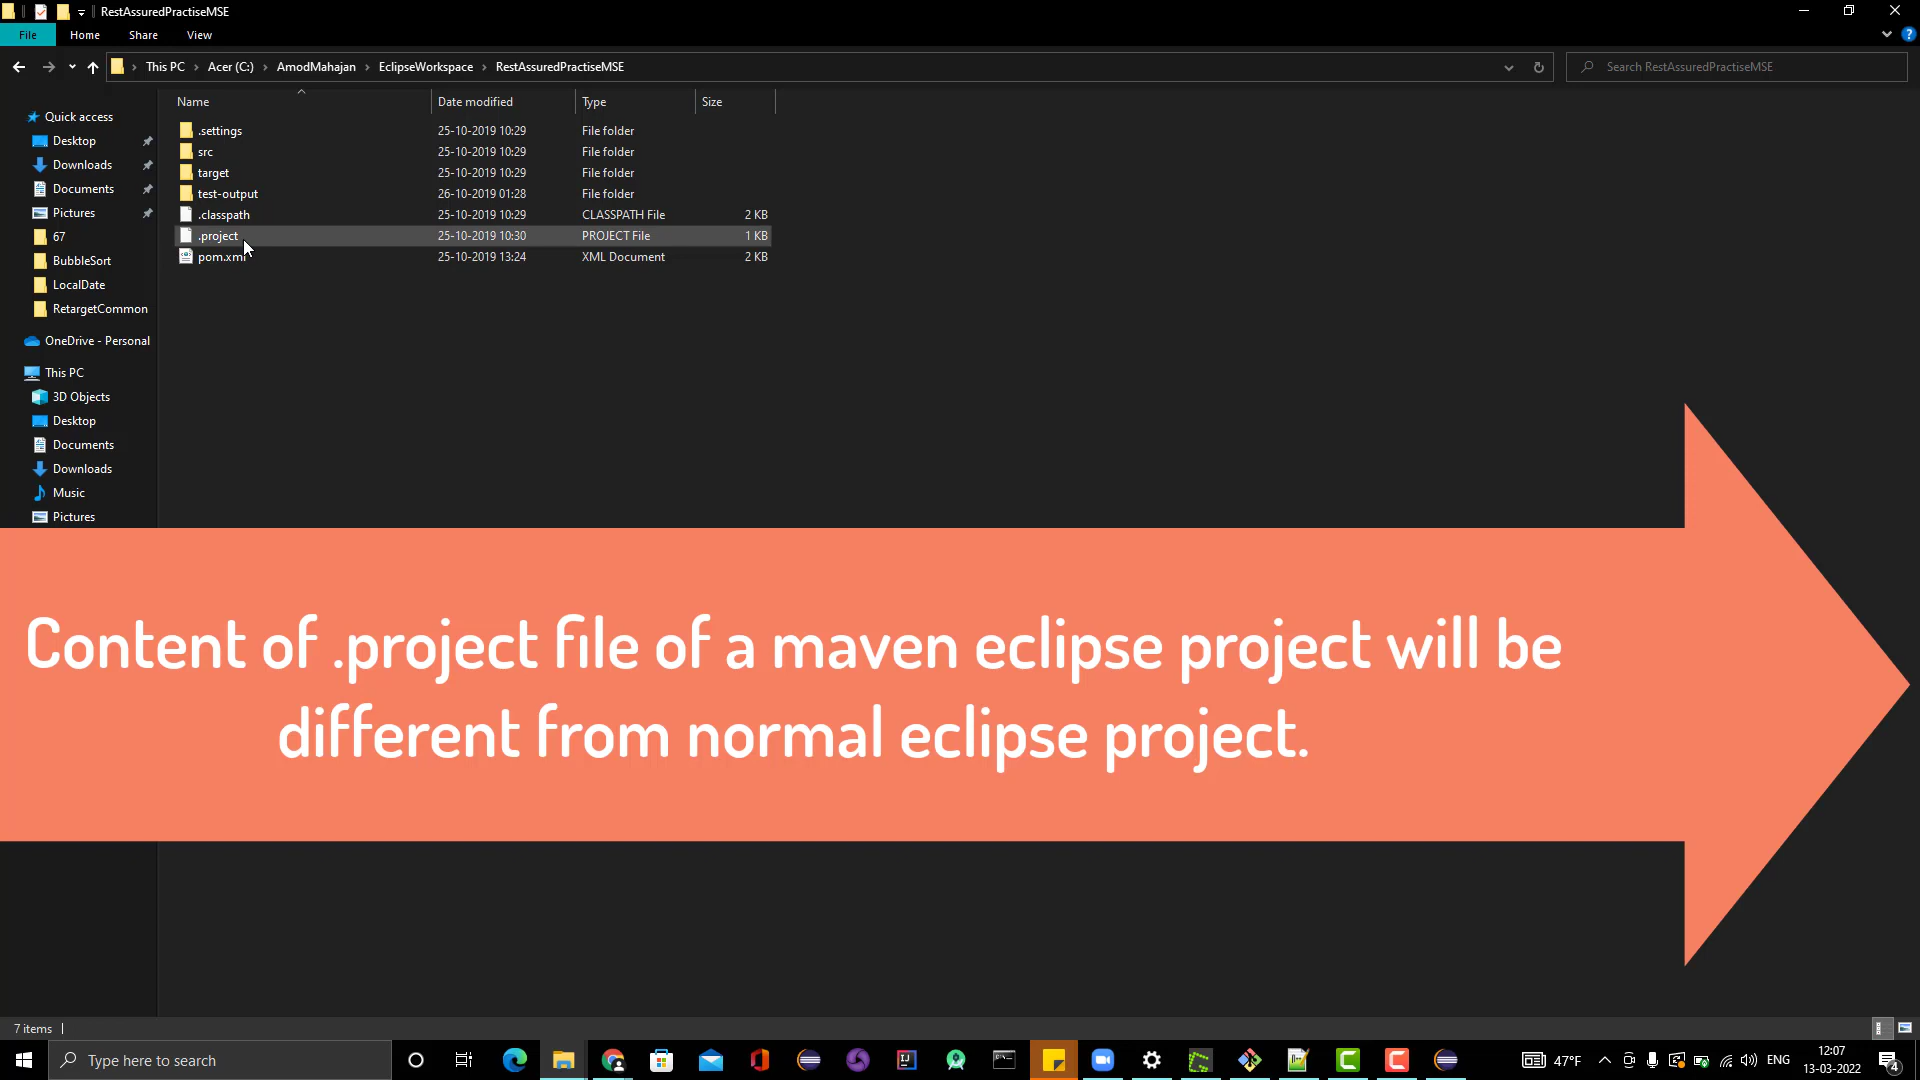 RestAssuredPractiseMSE
File Home Share View
This PC Acer (C:) AmodMahajan EclipseWorkspace RestAssuredPractiseMSE
Search RestAssuredPractiseMSE
Name Date modified Type Size
Quick access
Desktop
Downloads
Documents
Pictures
67
BubbleSort
LocalDate
RetargetCommon
OneDrive - Personal
This PC
3D Objects
Desktop
Documents
Downloads
Music
Pictures
.settings 25-10-2019 10:29 File folder
src 25-10-2019 10:29 File folder
target 25-10-2019 10:29 File folder
test-output 26-10-2019 01:28 File folder
.classpath 25-10-2019 10:29 CLASSPATH File 2 KB
.project 25-10-2019 10:30 PROJECT File 1 KB
pom.xml 25-10-2019 13:24 XML Document 2 KB
Content of .project file of a maven eclipse project will be
different from normal eclipse project.
7 items
Type here to search
47°F
ENG
12:07
13-03-2022
4